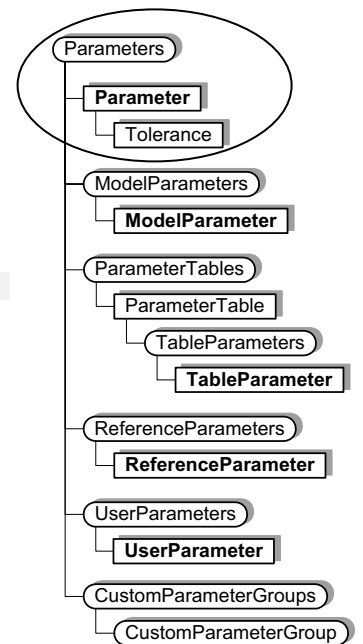 Parameters
Parameter
Tolerance
ModelParameters
ModelParameter
ParameterTables
ParameterTable
TableParameters
TableParameter
ReferenceParameters
ReferenceParameter
UserParameters
UserParameter
CustomParameterGroups
CustomParameterGroup